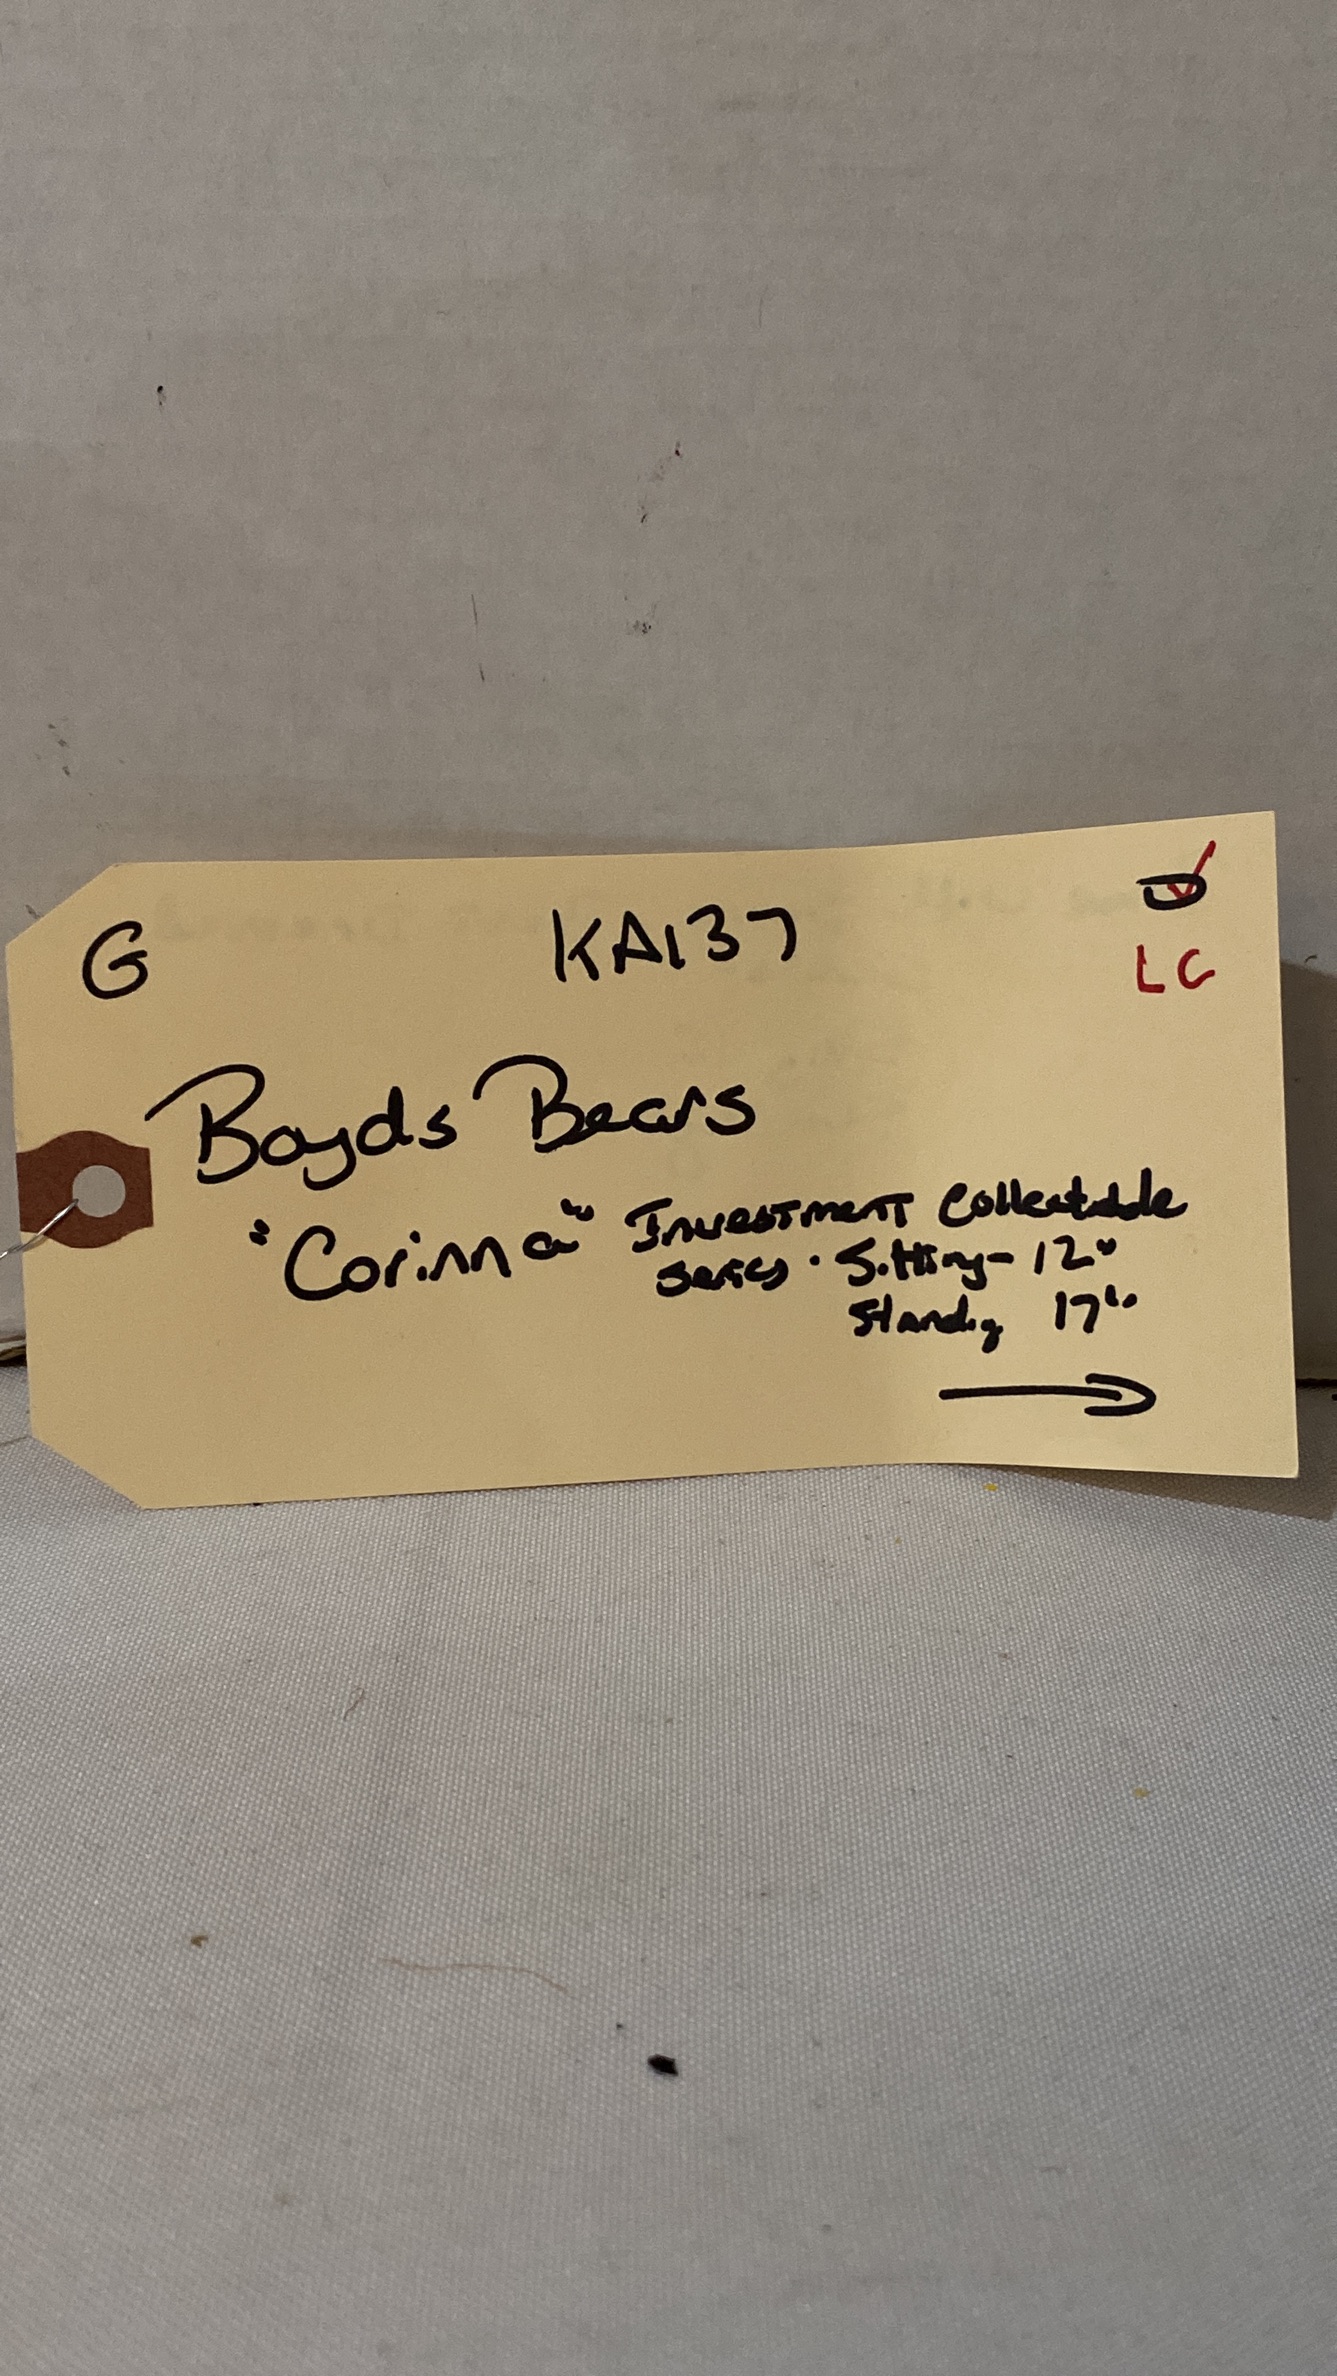 G KA137
LC
Boyds Bears
"Corinna" Investment Collectable
series · Sitting - 12"
Standing 17"